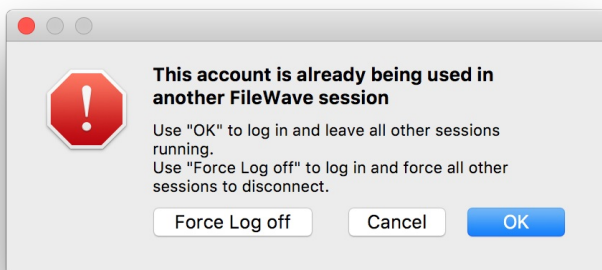 This account is already being used in
another FileWave session
Use "OK" to log in and leave all other sessions
running.
Use "Force Log off" to log in and force all other
sessions to disconnect.
Force Log off Cancel OK